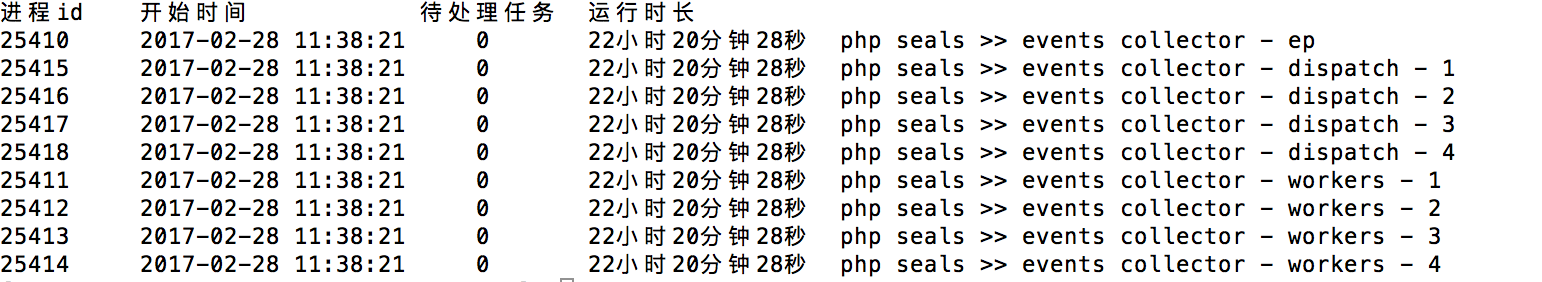 进程id 开始时间 待处理任务 运行时长
25410 2017-02-28 11:38:21 0 22小时20分钟28秒 php seals >> events collector - ep
25415 2017-02-28 11:38:21 0 22小时20分钟28秒 php seals >> events collector - dispatch - 1
25416 2017-02-28 11:38:21 0 22小时20分钟28秒 php seals >> events collector - dispatch - 2
25417 2017-02-28 11:38:21 0 22小时20分钟28秒 php seals >> events collector - dispatch - 3
25418 2017-02-28 11:38:21 0 22小时20分钟28秒 php seals >> events collector - dispatch - 4
25411 2017-02-28 11:38:21 0 22小时20分钟28秒 php seals >> events collector - workers - 1
25412 2017-02-28 11:38:21 0 22小时20分钟28秒 php seals >> events collector - workers - 2
25413 2017-02-28 11:38:21 0 22小时20分钟28秒 php seals >> events collector - workers - 3
25414 2017-02-28 11:38:21 0 22小时20分钟28秒 php seals >> events collector - workers - 4